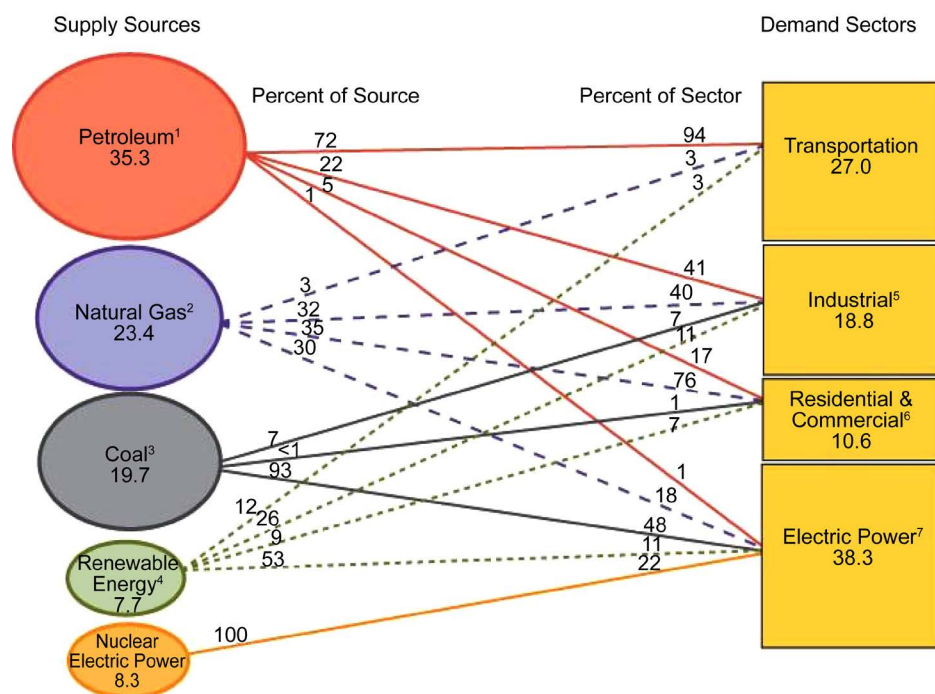 Supply Sources
Demand Sectors
Percent of Source
Percent of Sector
Petroleum¹
35.3
72
22
5
1
94
3
3
Transportation
27.0
Natural Gas²
23.4
3
32
35
30
41
40
7
11
Industrial⁵
18.8
17
76
1
7
Residential &
Commercial⁶
10.6
Coal³
19.7
7
<1
93
1
18
48
11
22
Electric Power⁷
38.3
12
26
9
53
Renewable
Energy⁴
7.7
100
Nuclear
Electric Power
8.3